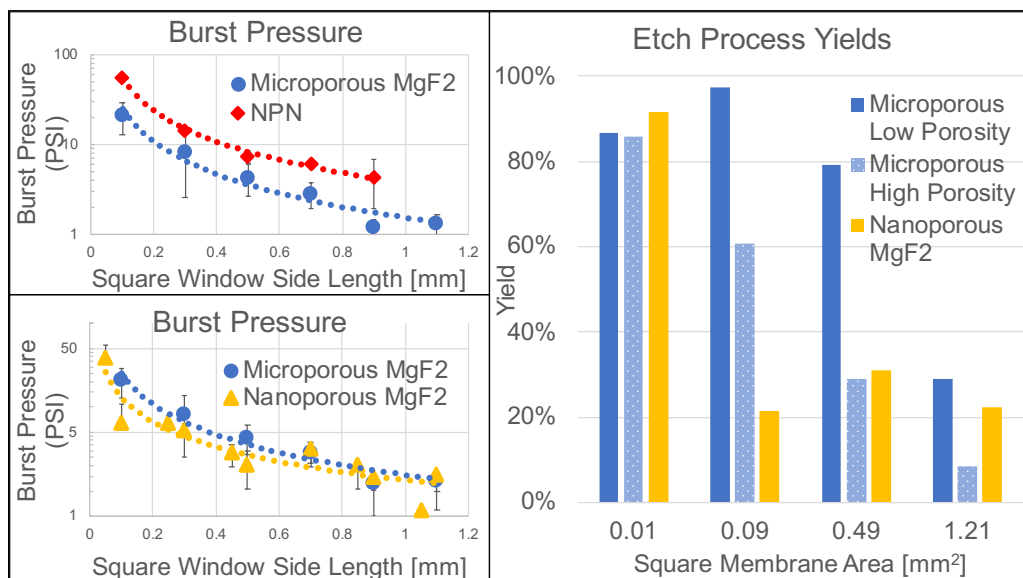 Burst Pressure
100
10
1
Burst Pressure
(PSI)
Microporous MgF2
NPN
0 0.2 0.4 0.6 0.8 1 1.2
Square Window Side Length [mm]
Burst Pressure
50
5
1
Burst Pressure
(PSI)
Microporous MgF2
Nanoporous MgF2
0 0.2 0.4 0.6 0.8 1 1.2
Square Window Side Length [mm]
Etch Process Yields
100%
80%
60%
40%
20%
0%
Yield
Microporous
Low Porosity
Microporous
High Porosity
Nanoporous
MgF2
0.01 0.09 0.49 1.21
Square Membrane Area [mm²]